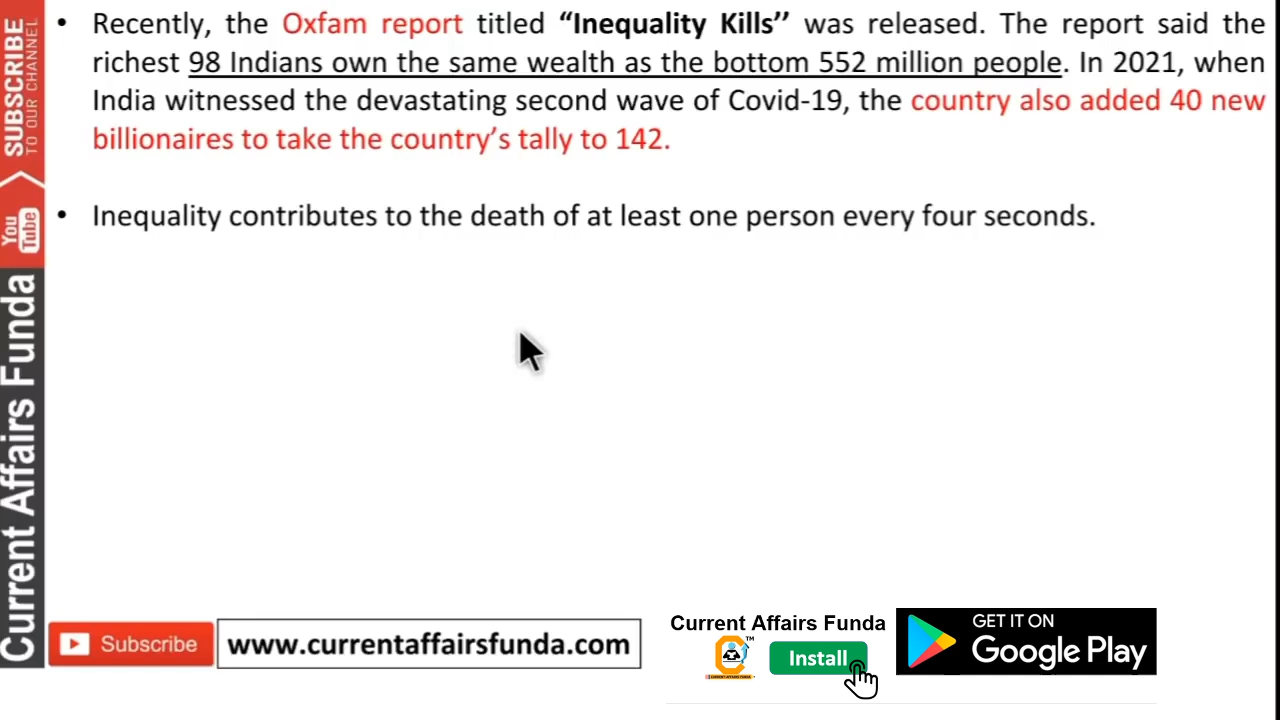 • Recently, the Oxfam report titled “Inequality Kills’’ was released. The report said the
richest 98 Indians own the same wealth as the bottom 552 million people. In 2021, when
India witnessed the devastating second wave of Covid-19, the country also added 40 new
billionaires to take the country’s tally to 142.
• Inequality contributes to the death of at least one person every four seconds.
SUBSCRIBE
TO OUR CHANNEL
You
Tube
Current Affairs Funda
Subscribe
www.currentaffairsfunda.com
Current Affairs Funda
TM
Install
GET IT ON
Google Play